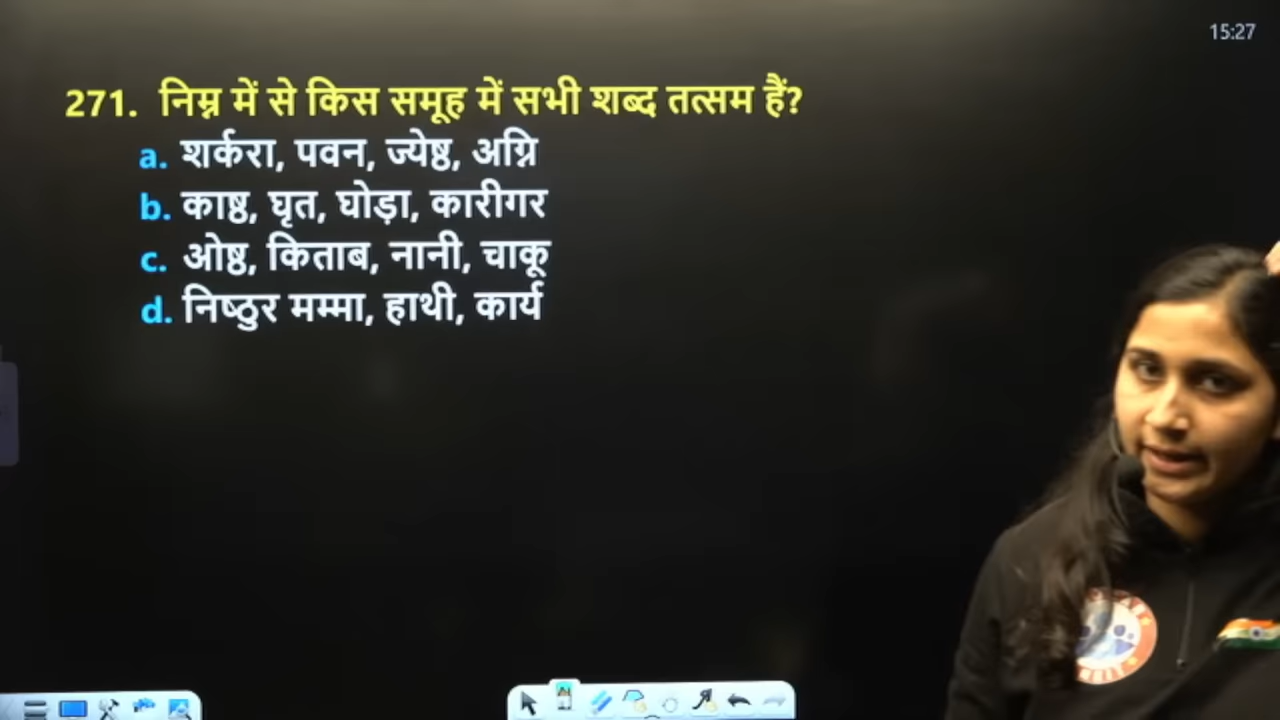 15:27
271. निम्न में से किस समूह में सभी शब्द तत्सम हैं?
a. शर्करा, पवन, ज्येष्ठ, अग्नि
b. काष्ठ, घृत, घोड़ा, कारीगर
c. ओष्ठ, किताब, नानी, चाकू
d. निष्ठुर मम्मा, हाथी, कार्य